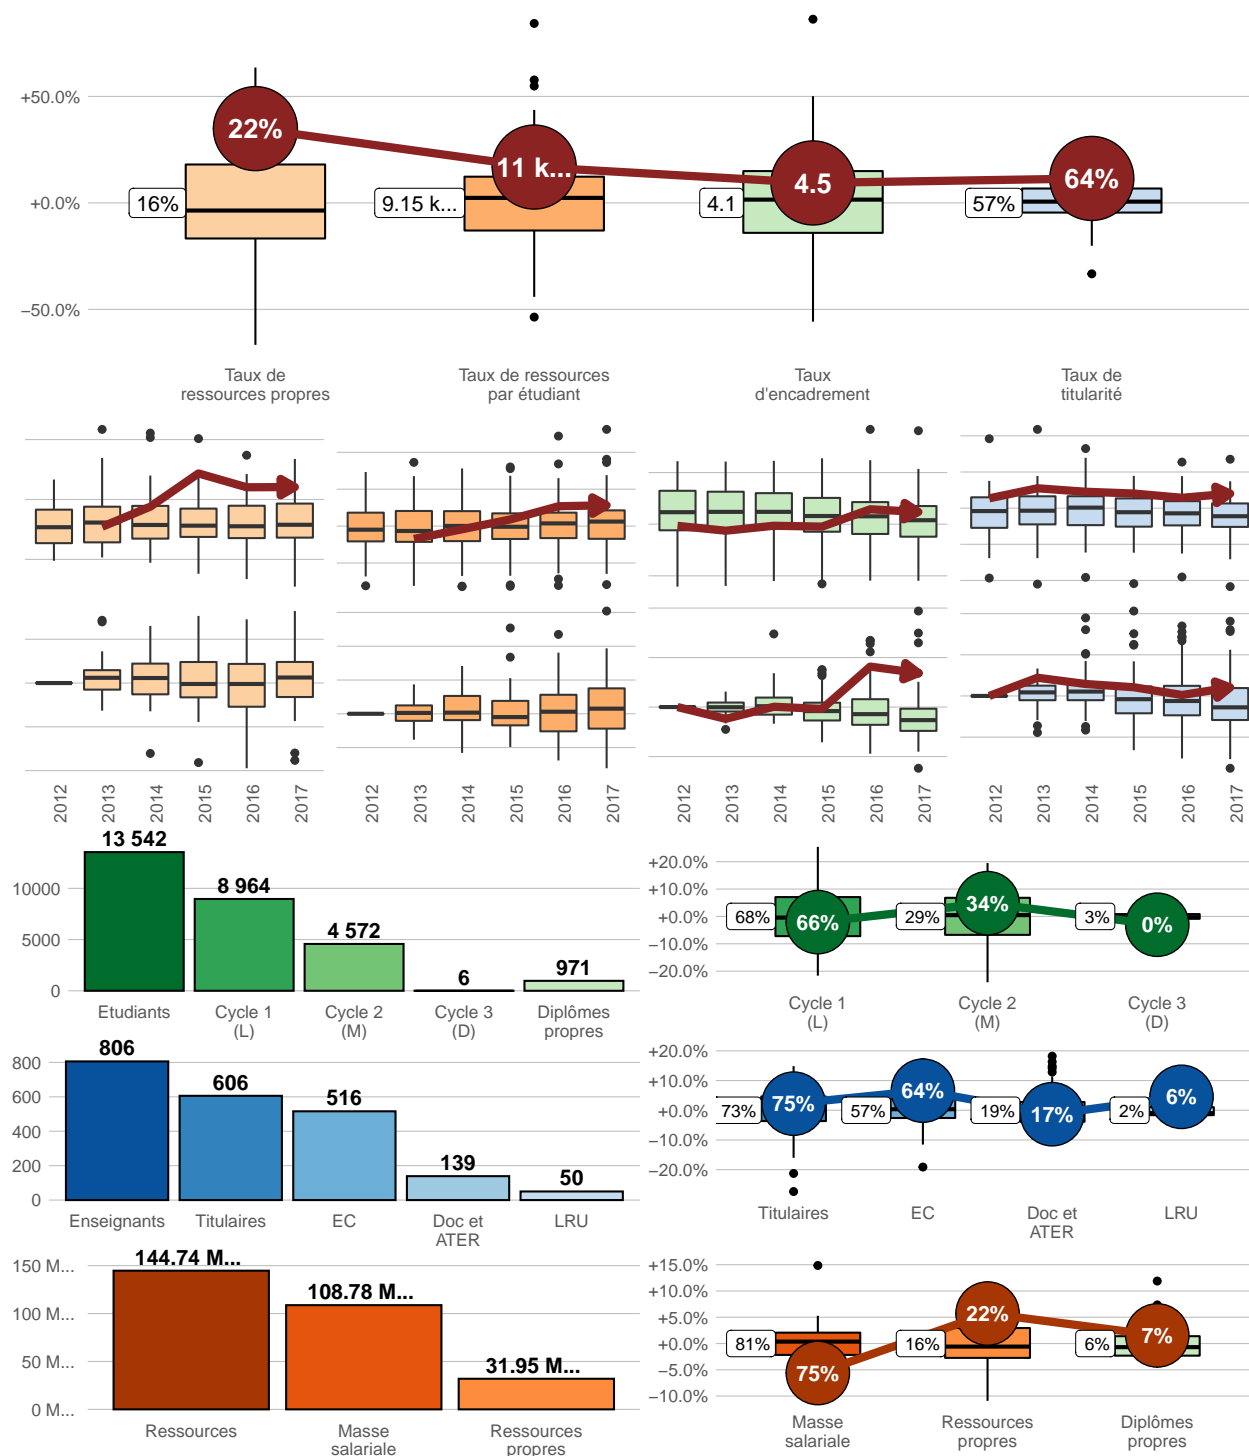 +50.0%
+0.0%
−50.0%
22%
11 k...
4.5
64%
16%
9.15 k...
4.1
57%
Taux de
ressources propres
Taux de ressources
par étudiant
Taux
d'encadrement
Taux de
titularité
2012
2013
2014
2015
2016
2017
2012
2013
2014
2015
2016
2017
2012
2013
2014
2015
2016
2017
2012
2013
2014
2015
2016
2017
13 542
8 964
4 572
6
971
10000
5000
0
Etudiants
Cycle 1
(L)
Cycle 2
(M)
Cycle 3
(D)
Diplômes
propres
+20.0%
+10.0%
+0.0%
−10.0%
−20.0%
68%
66%
29%
34%
3%
0%
Cycle 1
(L)
Cycle 2
(M)
Cycle 3
(D)
806
606
516
139
50
800
600
400
200
0
Enseignants
Titulaires
EC
Doc et
ATER
LRU
+20.0%
+10.0%
+0.0%
−10.0%
−20.0%
73%
75%
57%
64%
19%
17%
2%
6%
Titulaires
EC
Doc et
ATER
LRU
144.74 M...
108.78 M...
31.95 M...
150 M...
100 M...
50 M...
0 M...
Ressources
Masse
salariale
Ressources
propres
+15.0%
+10.0%
+5.0%
+0.0%
−5.0%
−10.0%
81%
75%
16%
22%
6%
7%
Masse
salariale
Ressources
propres
Diplômes
propres